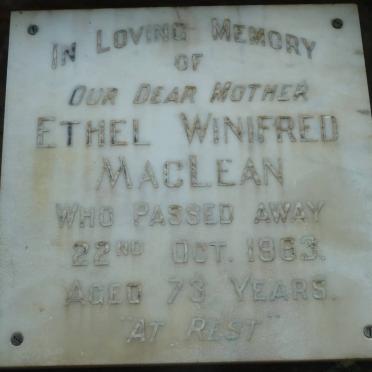 IN LOVING MEMORY
OF
OUR DEAR MOTHER
ETHEL WINIFRED
MACLEAN
WHO PASSED AWAY
22ND OCT. 1963.
AGED 73 YEARS.
"AT REST"